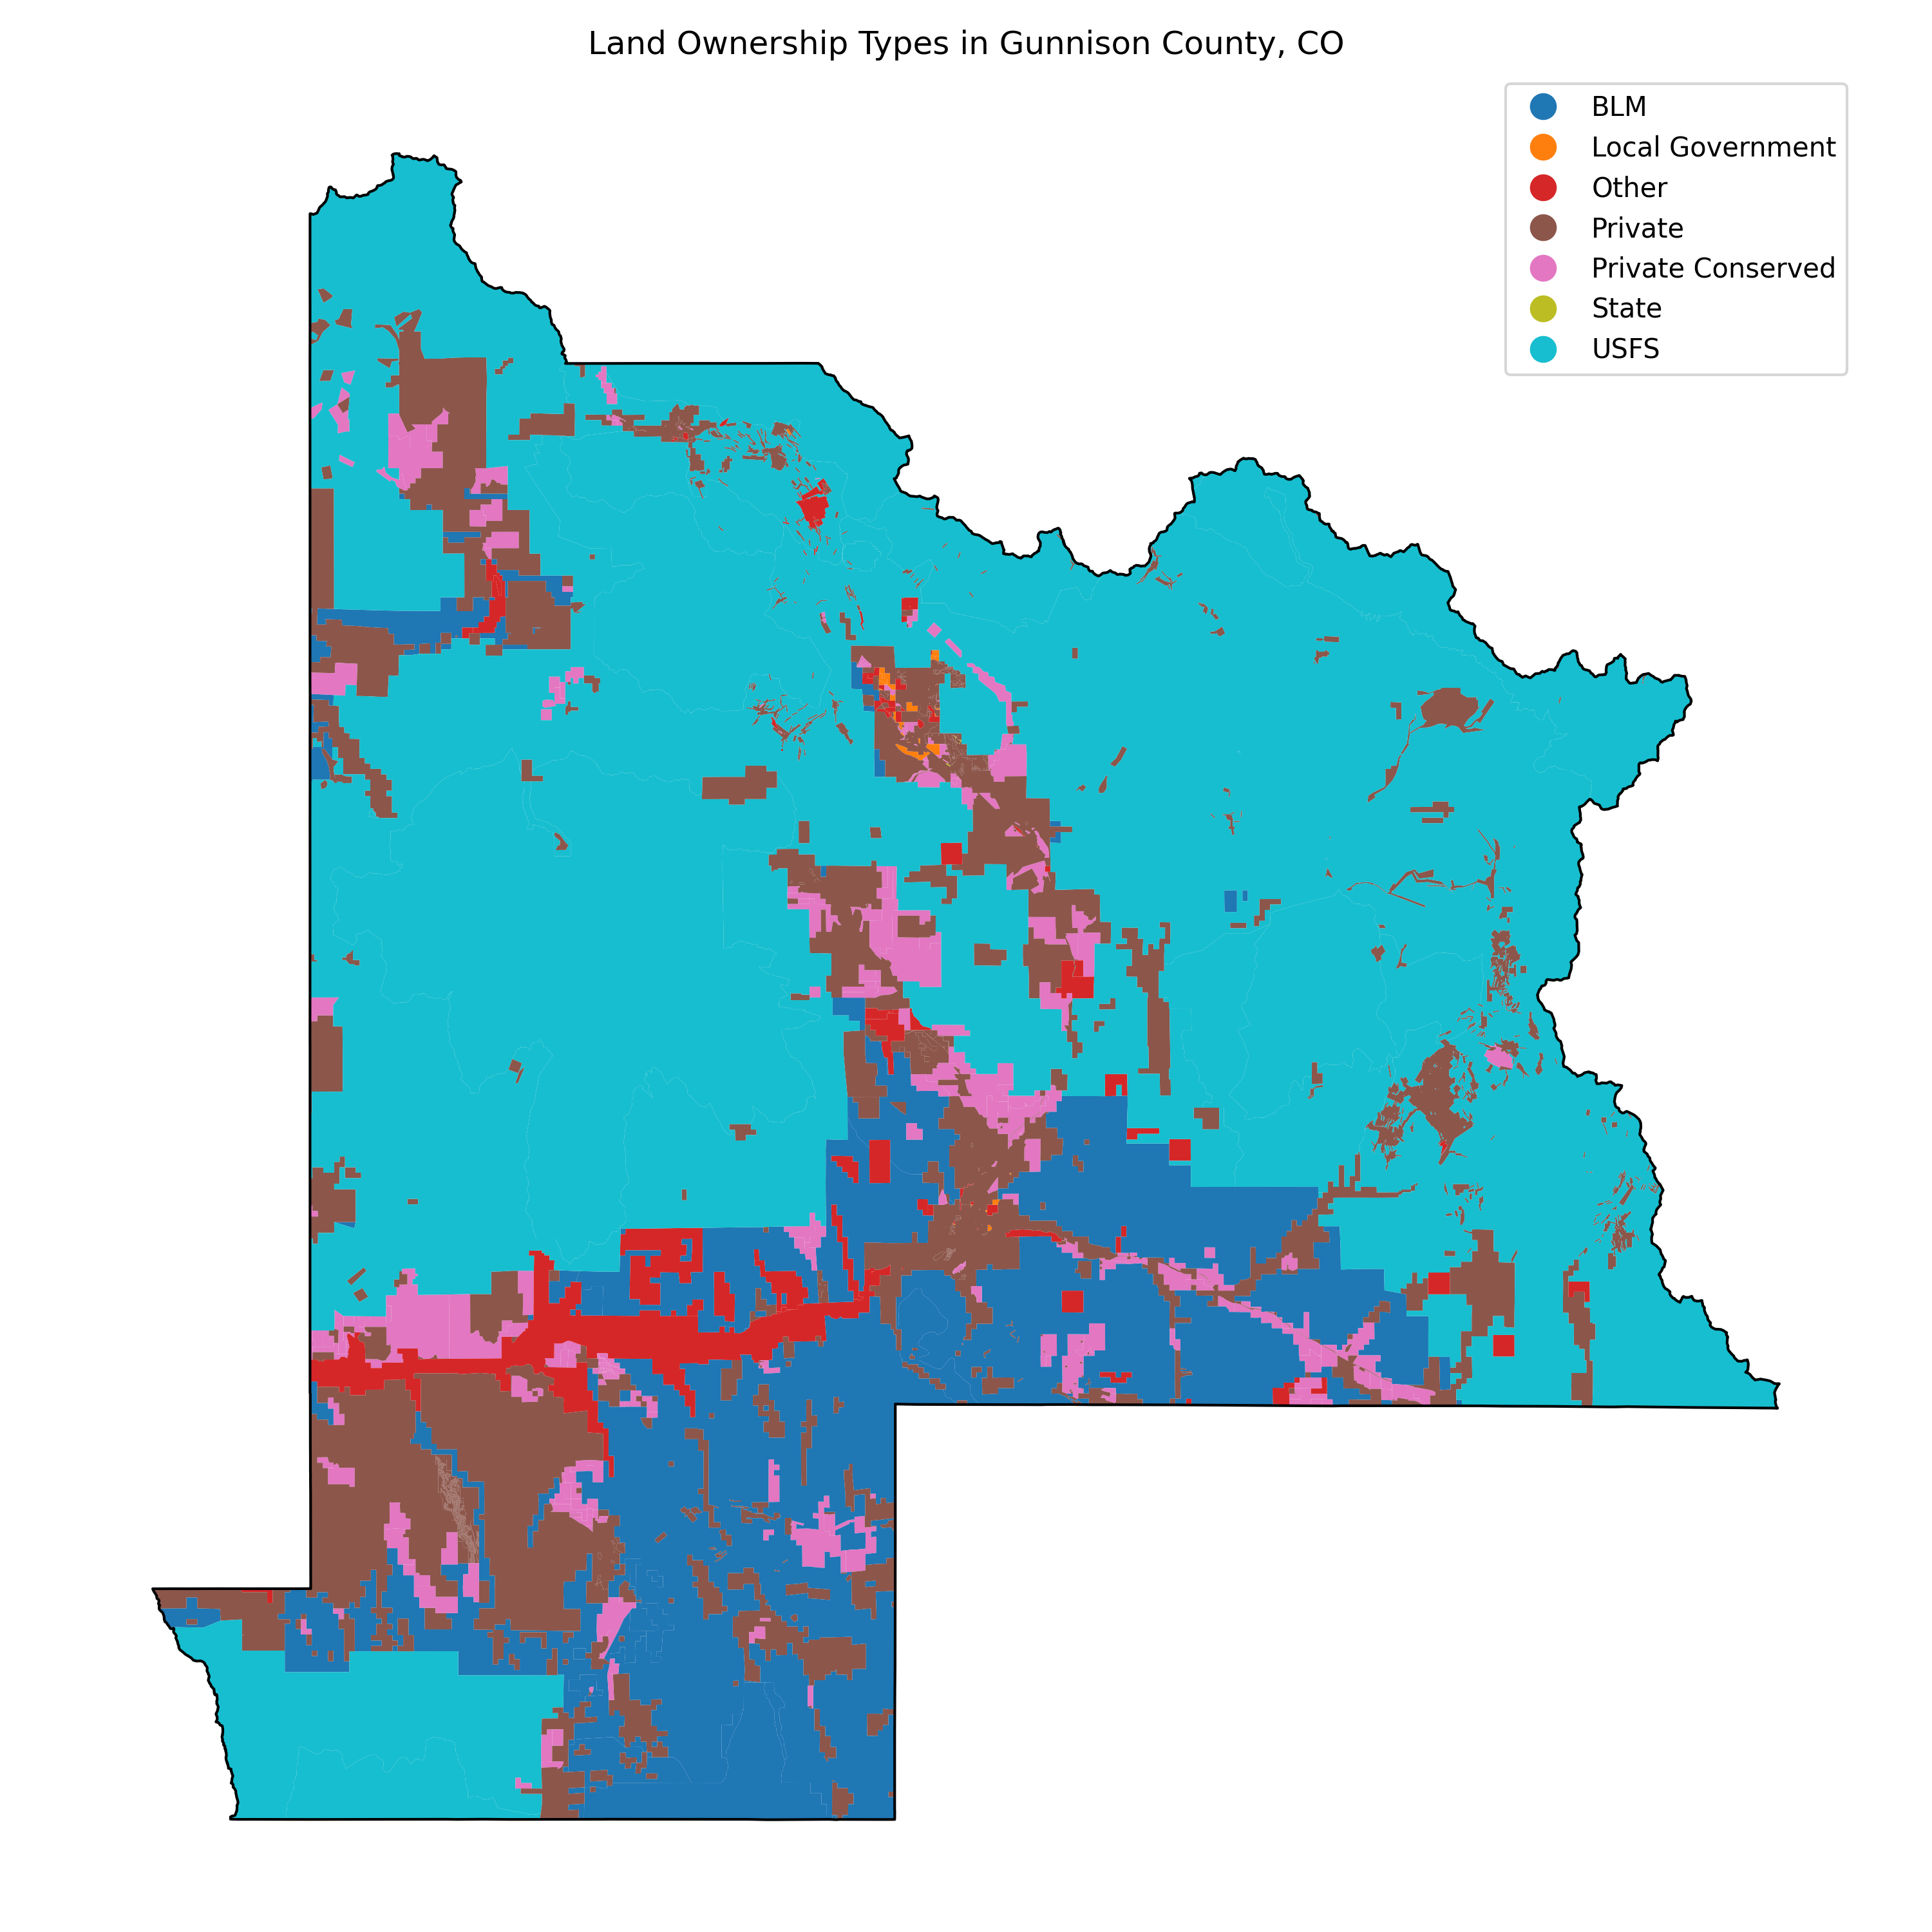 Land Ownership Types in Gunnison County, CO
BLM
Local Government
Other
Private
Private Conserved
State
USFS